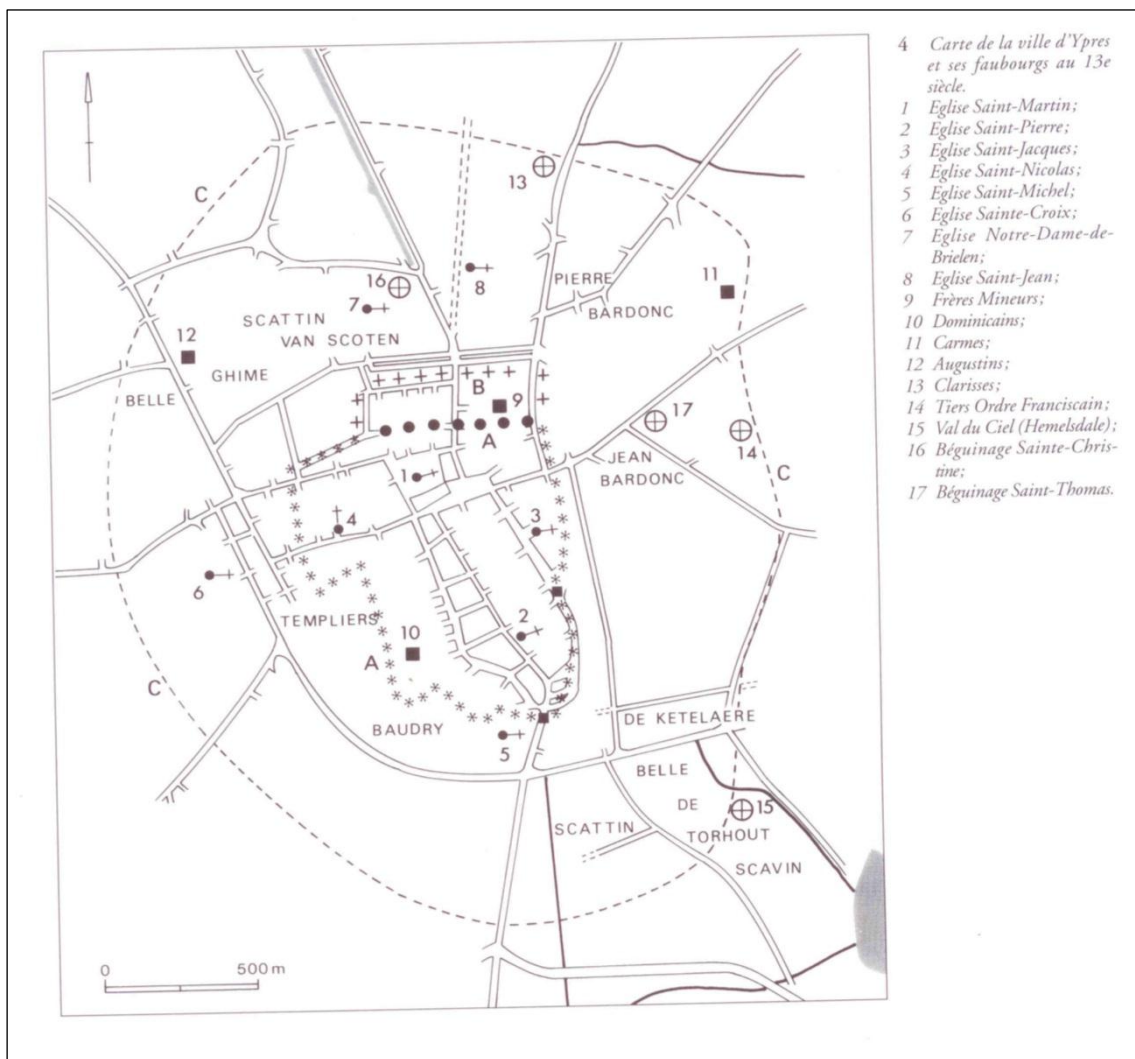 4 Carte de la ville d'Ypres
et ses faubourgs au 13e
siècle.
1 Eglise Saint-Martin;
2 Eglise Saint-Pierre;
3 Eglise Saint-Jacques;
4 Eglise Saint-Nicolas;
5 Eglise Saint-Michel;
6 Eglise Sainte-Croix;
7 Eglise Notre-Dame-de-
Brielen;
8 Eglise Saint-Jean;
9 Frères Mineurs;
10 Dominicains;
11 Carmes;
12 Augustins;
13 Clarisses;
14 Tiers Ordre Franciscain;
15 Val du Ciel (Hemelsdale);
16 Béguinage Sainte-Chris-
tine;
17 Béguinage Saint-Thomas.
C
13
16
8
PIERRE
11
7
BARDONC
SCATTIN
12
VAN SCOTEN
GHIME
B
BELLE
9
17
A
14
JEAN
C
1
BARDONC
4
3
6
TEMPLIERS
2
10
A
C
DE KETELAERE
BAUDRY
5
BELLE
DE
15
SCATTIN
TORHOUT
SCAVIN
0
500 m